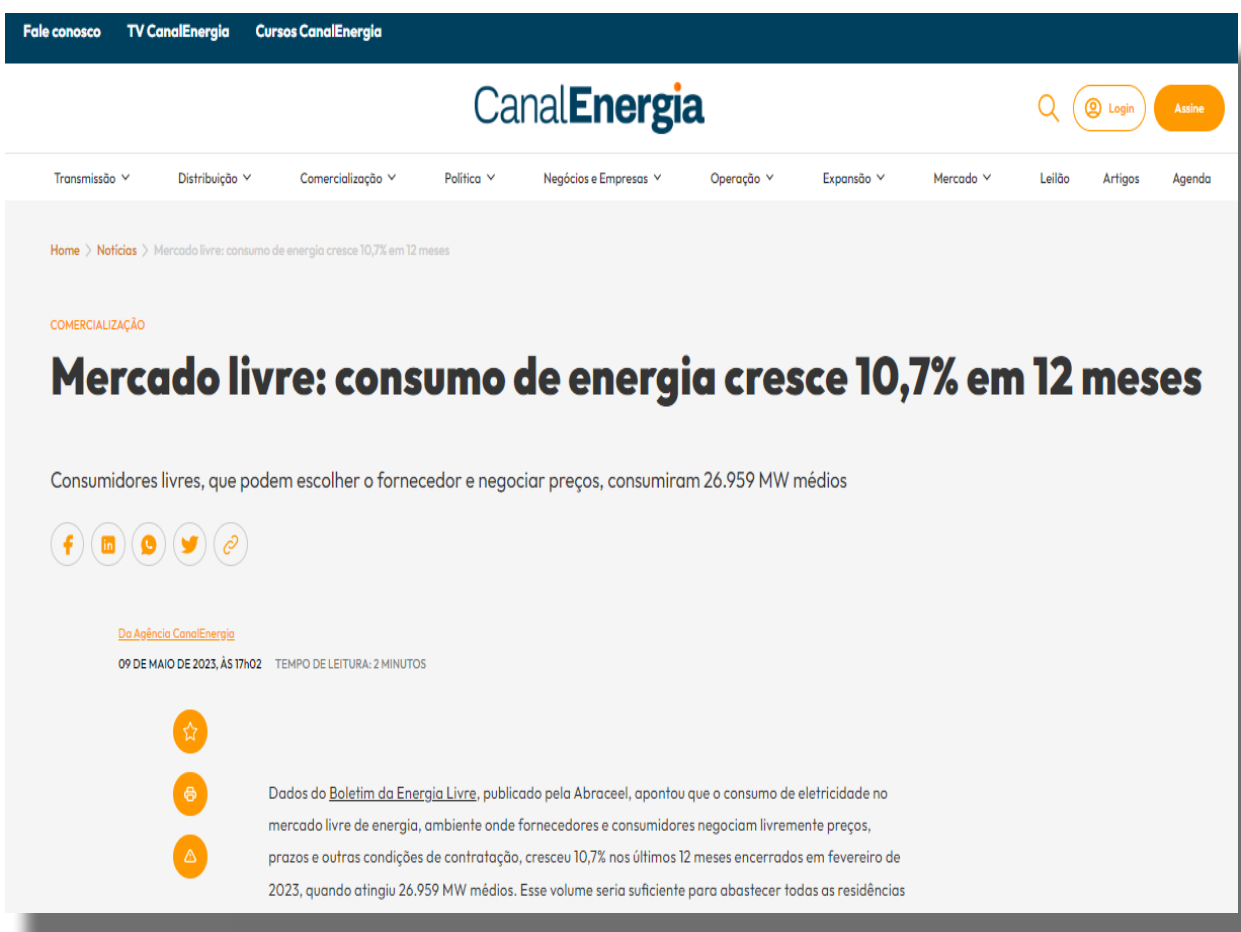 Fale conosco TV CanalEnergia Cursos CanalEnergia
CanalEnergia
Login
Assine
Transmissão Distribuição Comercialização Política Negócios e Empresas Operação Expansão Mercado Leilão Artigos Agenda
Home > Notícias > Mercado livre: consumo de energia cresce 10,7% em 12 meses
COMERCIALIZAÇÃO
Mercado livre: consumo de energia cresce 10,7% em 12 meses
Consumidores livres, que podem escolher o fornecedor e negociar preços, consumiram 26.959 MW médios
Da Agência CanalEnergia
09 DE MAIO DE 2023, ÀS 17h02 TEMPO DE LEITURA: 2 MINUTOS
Dados do Boletim da Energia Livre, publicado pela Abraceel, apontou que o consumo de eletricidade no
mercado livre de energia, ambiente onde fornecedores e consumidores negociam livremente preços,
prazos e outras condições de contratação, cresceu 10,7% nos últimos 12 meses encerrados em fevereiro de
2023, quando atingiu 26.959 MW médios. Esse volume seria suficiente para abastecer todas as residências